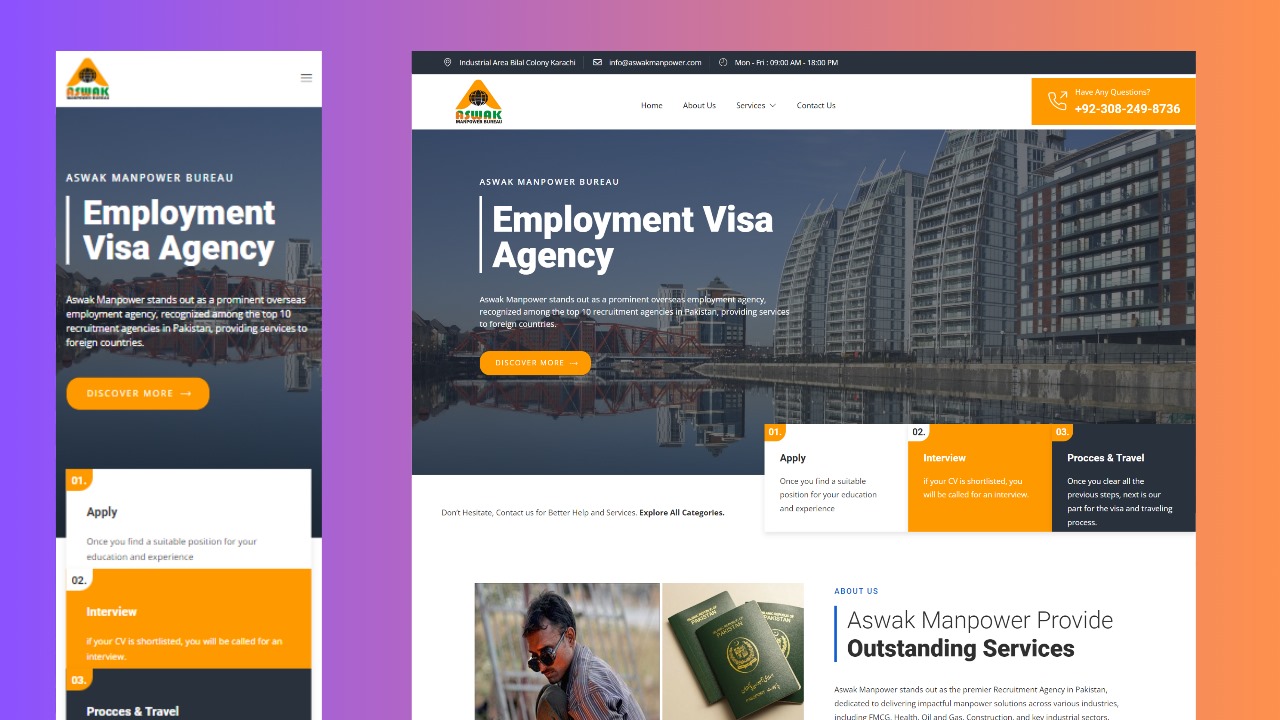 ASWAK
ASWAK MANPOWER BUREAU
Employment
Visa Agency
Aswak Manpower stands out as a prominent overseas
employment agency, recognized among the top 10
recruitment agencies in Pakistan, providing services to
foreign countries.
DISCOVER MORE →
01.
Apply
Once you find a suitable position for your
education and experience
02.
Interview
if your CV is shortlisted, you will be called for an
interview.
03.
Procces & Travel
Industrial Area Bilal Colony Karachi
info@aswakmanpower.com
Mon - Fri : 09:00 AM - 18:00 PM
ASWAK
MANPOWER BUREAU
Home
About Us
Services
Contact Us
Have Any Questions?
+92-308-249-8736
ASWAK MANPOWER BUREAU
Employment Visa
Agency
Aswak Manpower stands out as a prominent overseas employment agency,
recognized among the top 10 recruitment agencies in Pakistan, providing services
to foreign countries.
DISCOVER MORE →
01.
Apply
Once you find a suitable
position for your education
and experience
02.
Interview
if your CV is shortlisted, you
will be called for an interview.
03.
Procces & Travel
Once you clear all the
previous steps, next is our
part for the visa and traveling
process.
Don't Hesitate, Contact us for Better Help and Services. Explore All Categories.
ABOUT US
Aswak Manpower Provide
Outstanding Services
Aswak Manpower stands out as the premier Recruitment Agency in Pakistan,
dedicated to delivering impactful manpower solutions across various industries,
including FMCG, Health, Oil and Gas, Construction, and key industrial sectors.